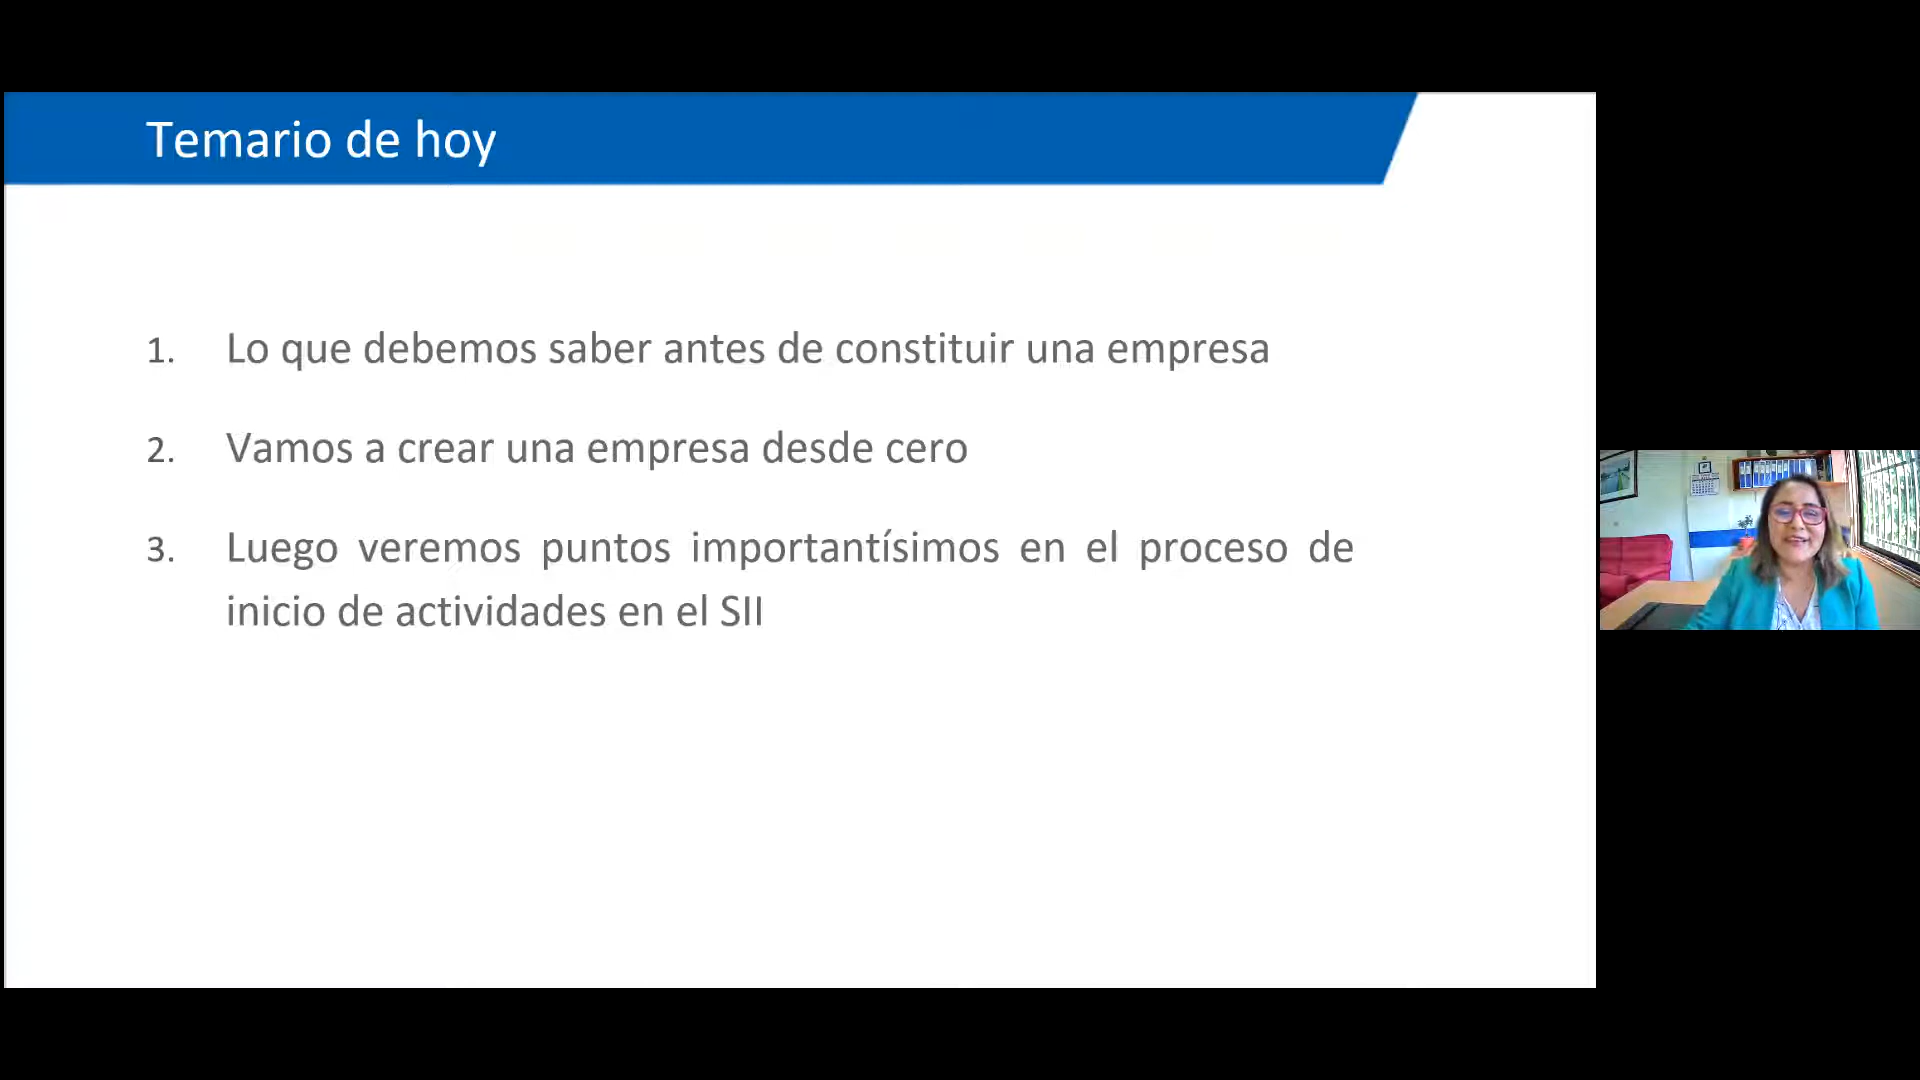 Temario de hoy
1. Lo que debemos saber antes de constituir una empresa
2. Vamos a crear una empresa desde cero
3. Luego veremos puntos importantísimos en el proceso de
inicio de actividades en el SII